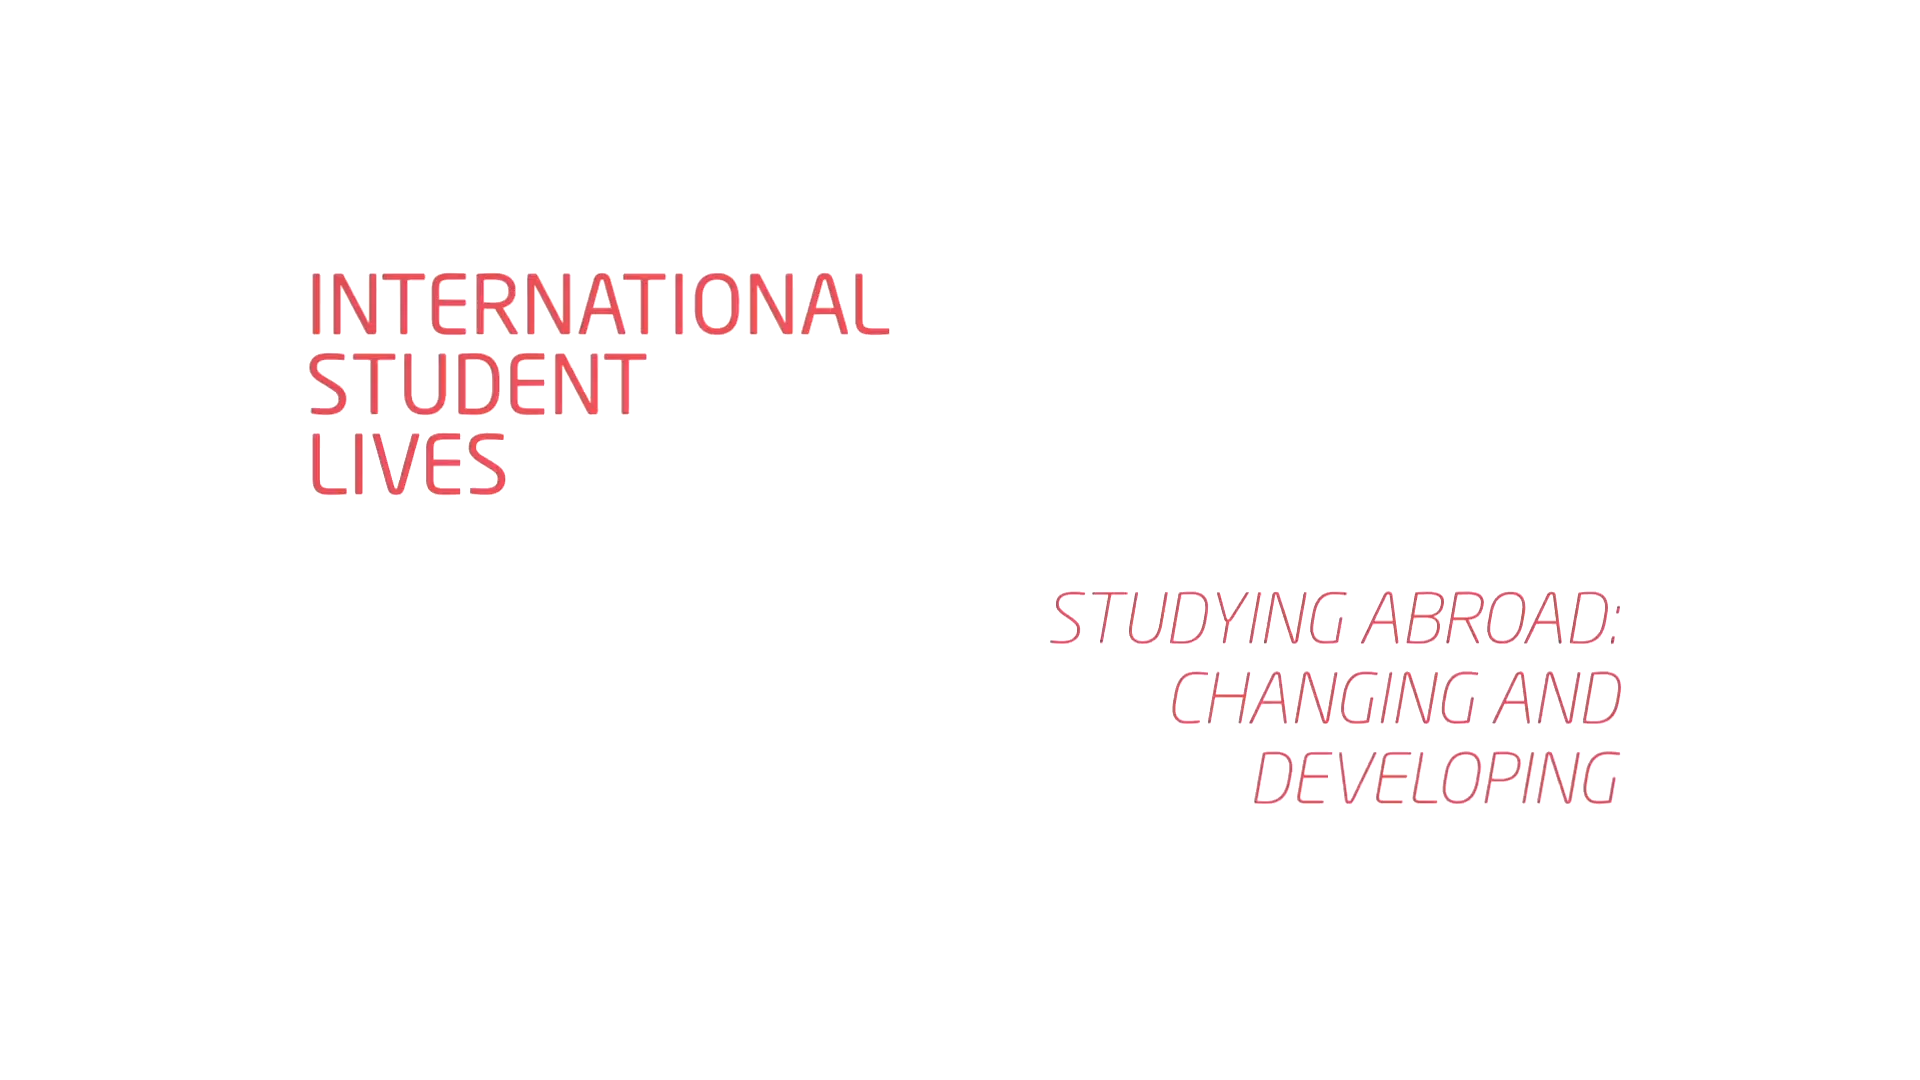 INTERNATIONAL
STUDENT
LIVES
STUDYING ABROAD:
CHANGING AND
DEVELOPING